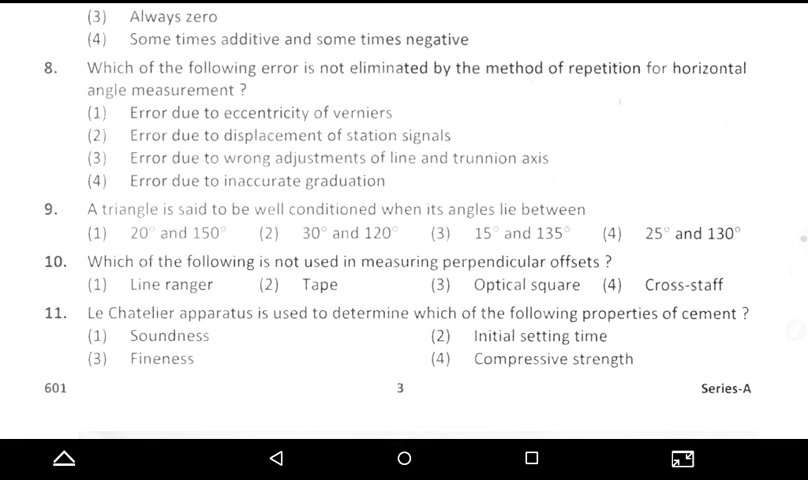 (3) Always zero
(4) Some times additive and some times negative
8. Which of the following error is not eliminated by the method of repetition for horizontal
angle measurement ?
(1) Error due to eccentricity of verniers
(2) Error due to displacement of station signals
(3) Error due to wrong adjustments of line and trunnion axis
(4) Error due to inaccurate graduation
9. A triangle is said to be well conditioned when its angles lie between
(1) 20° and 150° (2) 30° and 120° (3) 15° and 135° (4) 25° and 130°
10. Which of the following is not used in measuring perpendicular offsets ?
(1) Line ranger (2) Tape (3) Optical square (4) Cross-staff
11. Le Chatelier apparatus is used to determine which of the following properties of cement ?
(1) Soundness (2) Initial setting time
(3) Fineness (4) Compressive strength
601 3 Series-A